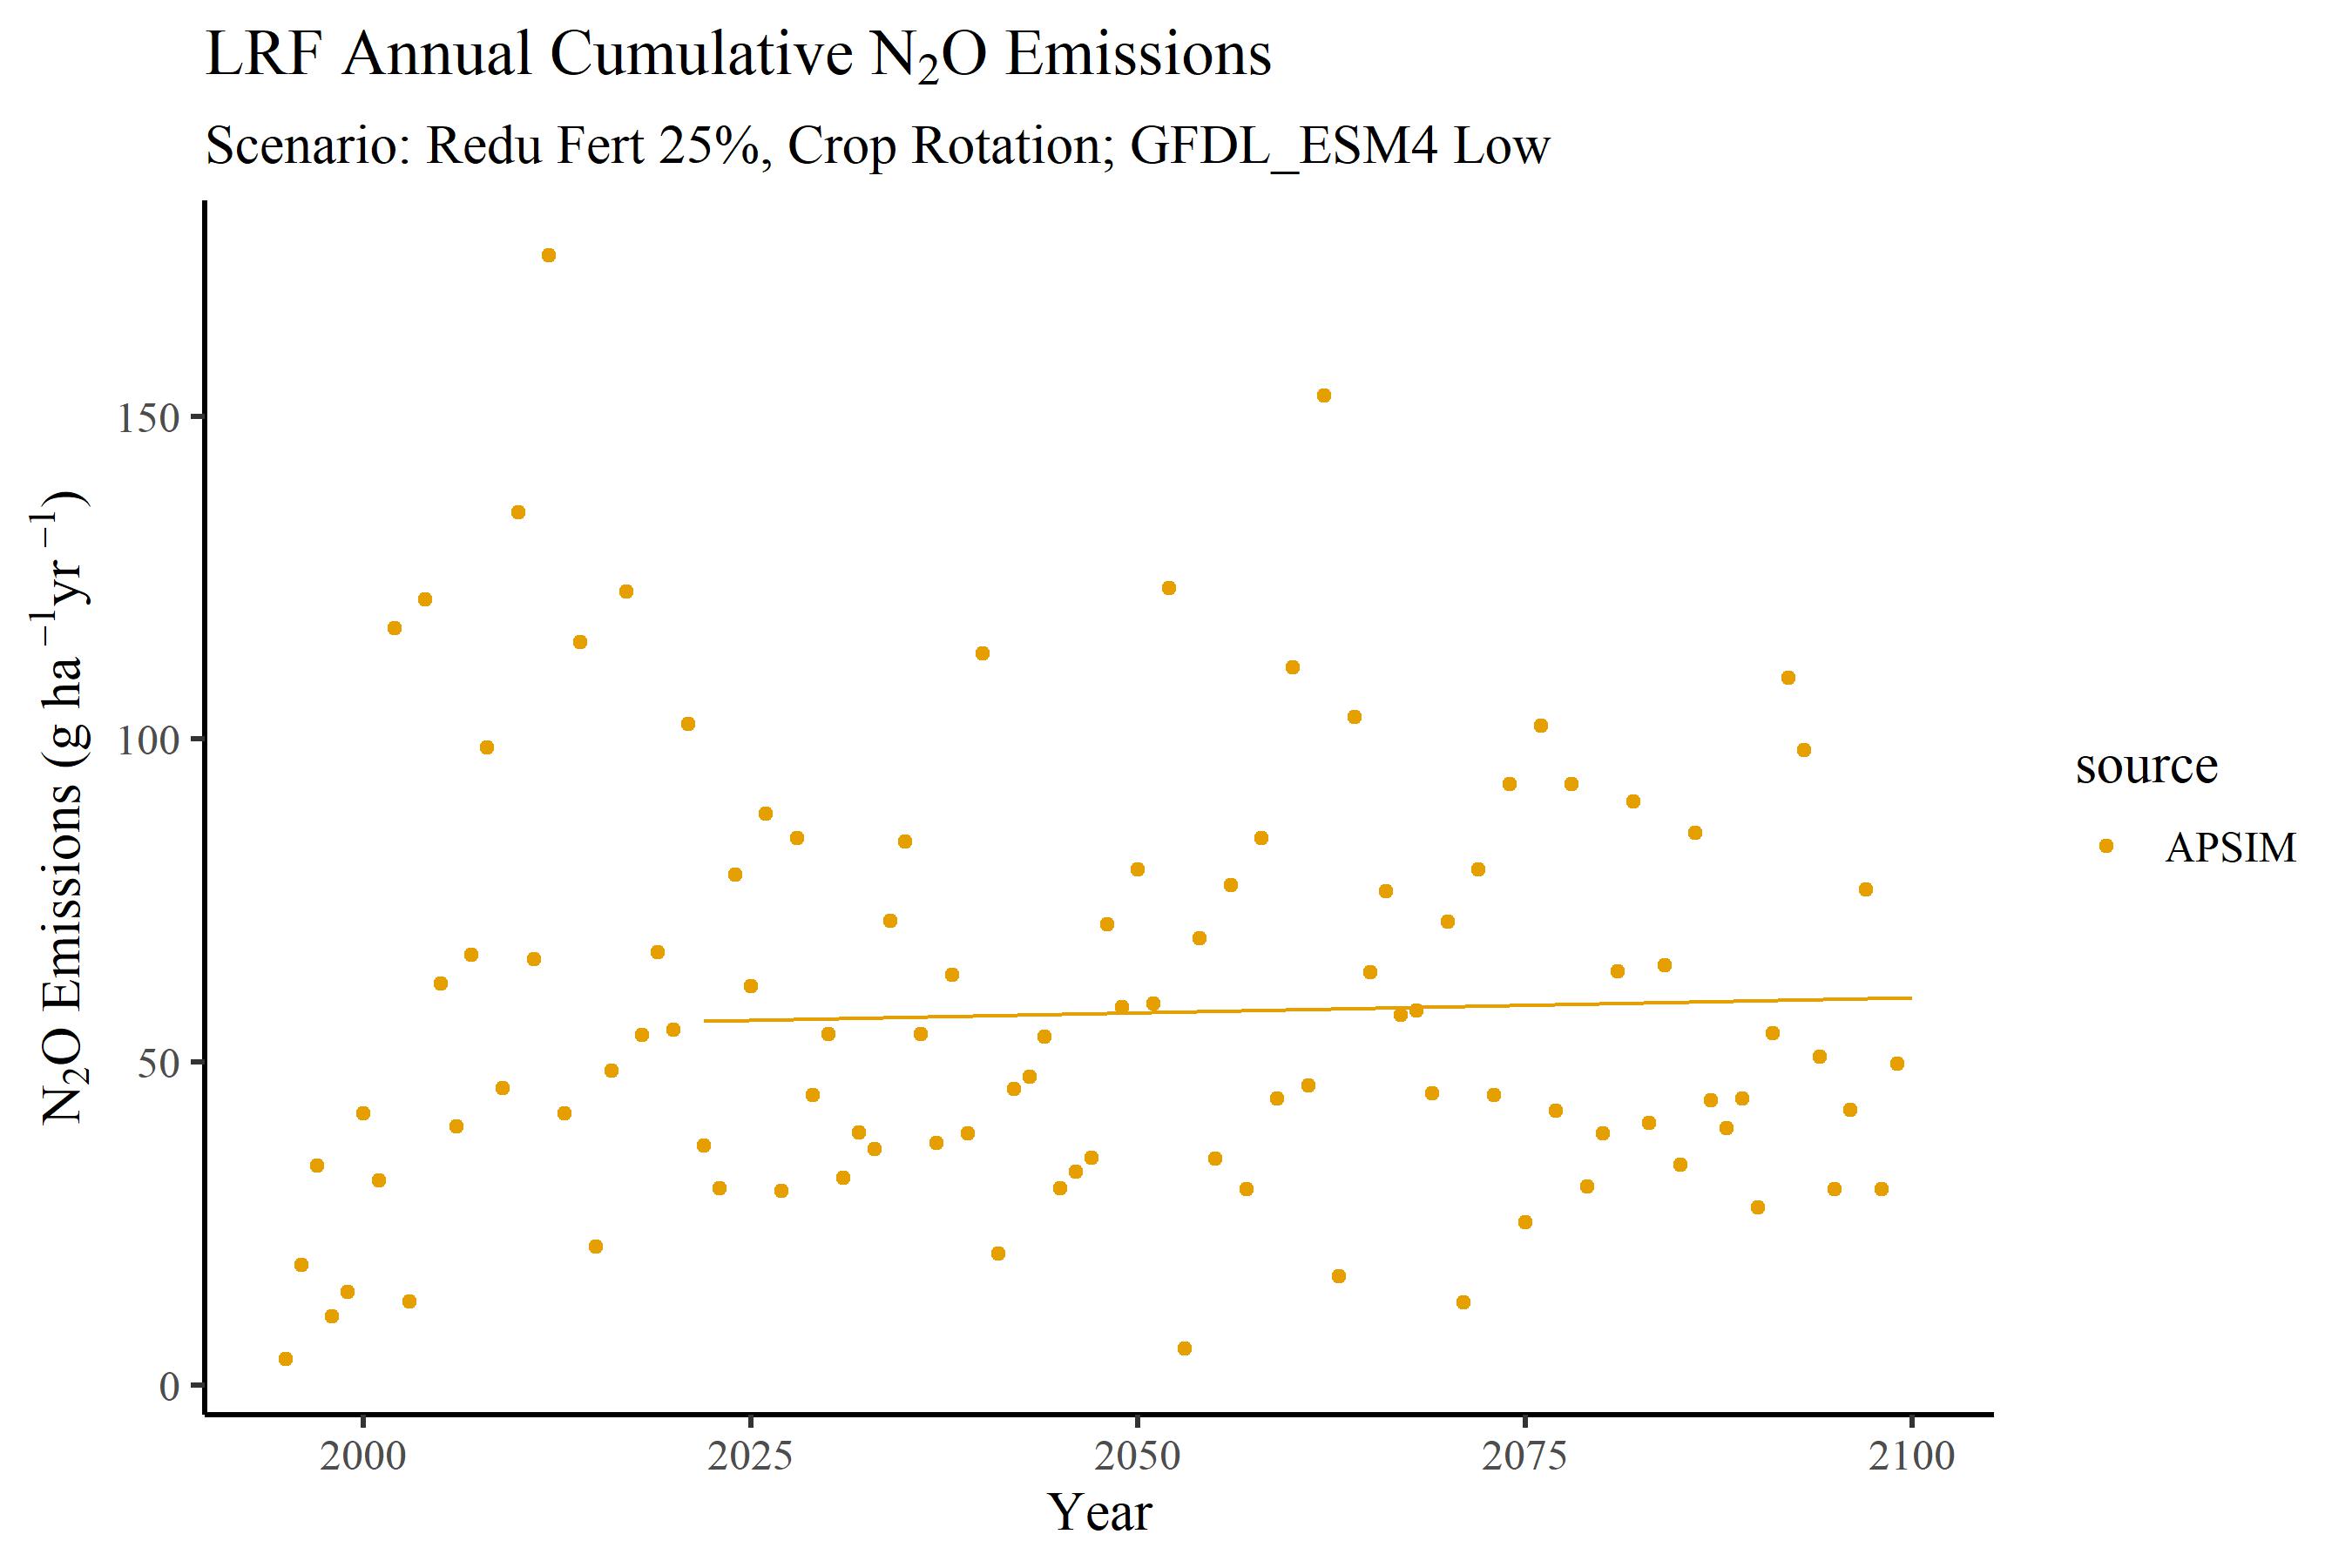 LRF Annual Cumulative N₂O Emissions
Scenario: Redu Fert 25%, Crop Rotation; GFDL_ESM4 Low
N₂O Emissions (g ha ⁻¹yr ⁻¹)
150
100
50
0
2000 2025 2050 2075 2100
Year
source
APSIM